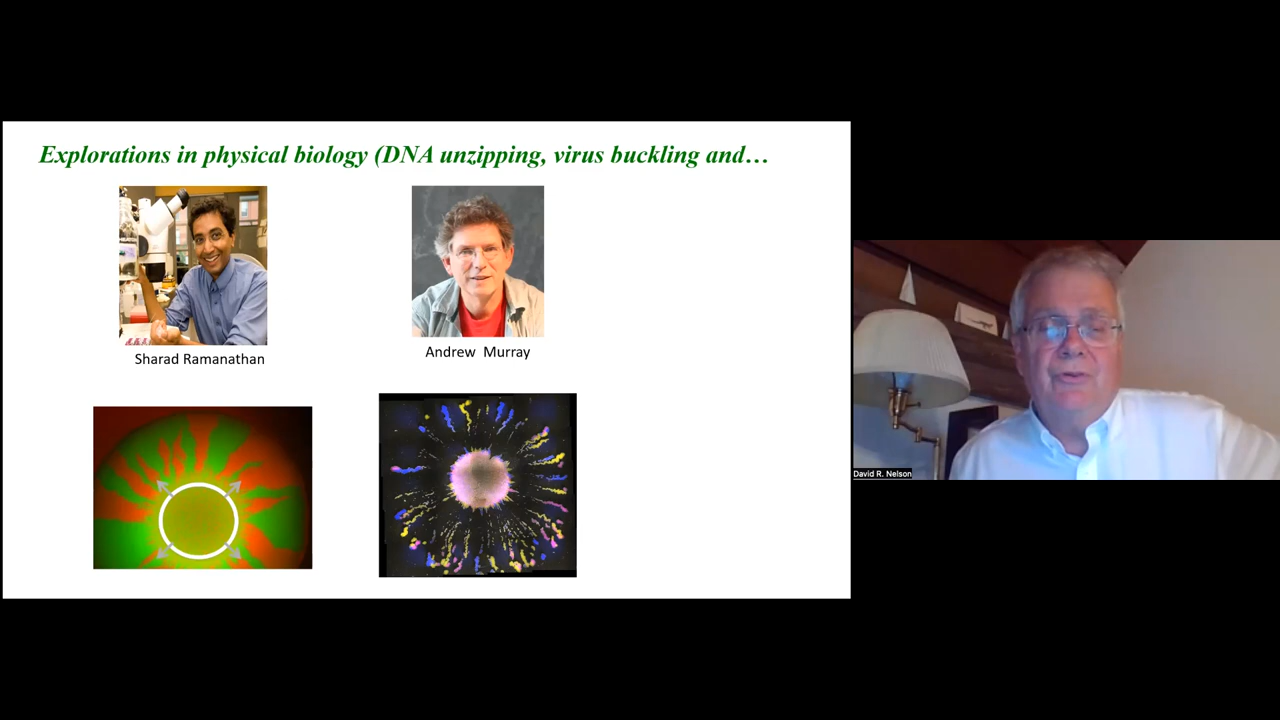 Explorations in physical biology (DNA unzipping, virus buckling and…
Sharad Ramanathan
Andrew Murray
David R. Nelson